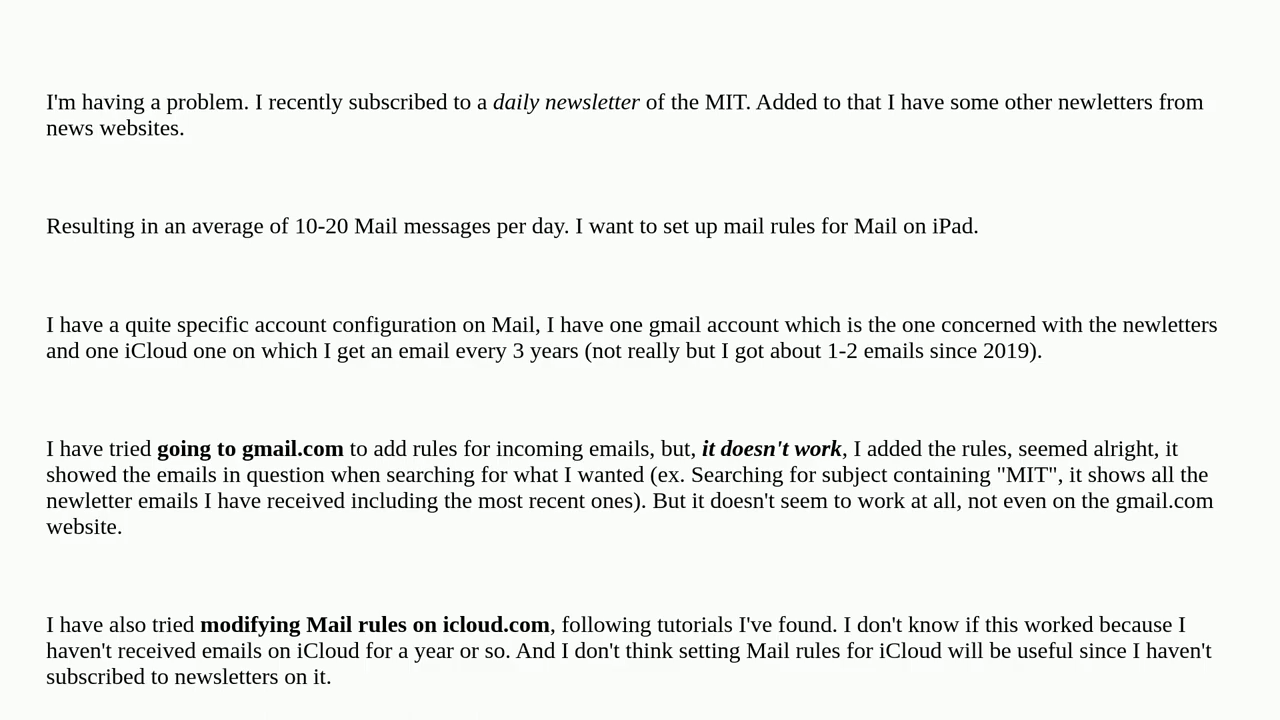 I'm having a problem. I recently subscribed to a daily newsletter of the MIT. Added to that I have some other newletters from
news websites.
Resulting in an average of 10-20 Mail messages per day. I want to set up mail rules for Mail on iPad.
I have a quite specific account configuration on Mail, I have one gmail account which is the one concerned with the newletters
and one iCloud one on which I get an email every 3 years (not really but I got about 1-2 emails since 2019).
I have tried going to gmail.com to add rules for incoming emails, but, it doesn't work, I added the rules, seemed alright, it
showed the emails in question when searching for what I wanted (ex. Searching for subject containing "MIT", it shows all the
newletter emails I have received including the most recent ones). But it doesn't seem to work at all, not even on the gmail.com
website.
I have also tried modifying Mail rules on icloud.com, following tutorials I've found. I don't know if this worked because I
haven't received emails on iCloud for a year or so. And I don't think setting Mail rules for iCloud will be useful since I haven't
subscribed to newsletters on it.